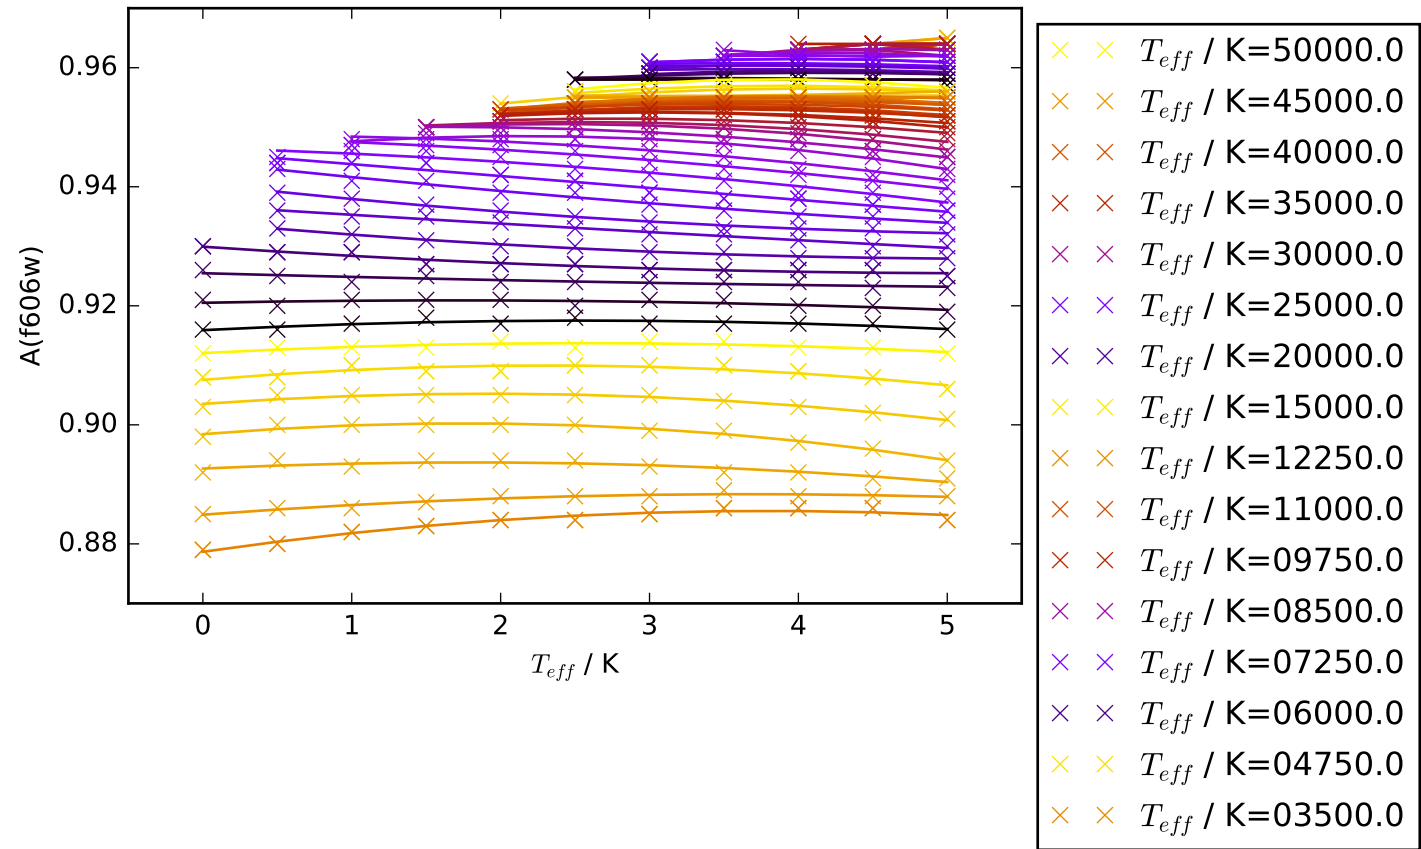 0.96
0.94
0.92
0.90
0.88
A(f606w)
0 1 2 3 4 5
T_eff / K
T_eff / K=50000.0
T_eff / K=45000.0
T_eff / K=40000.0
T_eff / K=35000.0
T_eff / K=30000.0
T_eff / K=25000.0
T_eff / K=20000.0
T_eff / K=15000.0
T_eff / K=12250.0
T_eff / K=11000.0
T_eff / K=09750.0
T_eff / K=08500.0
T_eff / K=07250.0
T_eff / K=06000.0
T_eff / K=04750.0
T_eff / K=03500.0